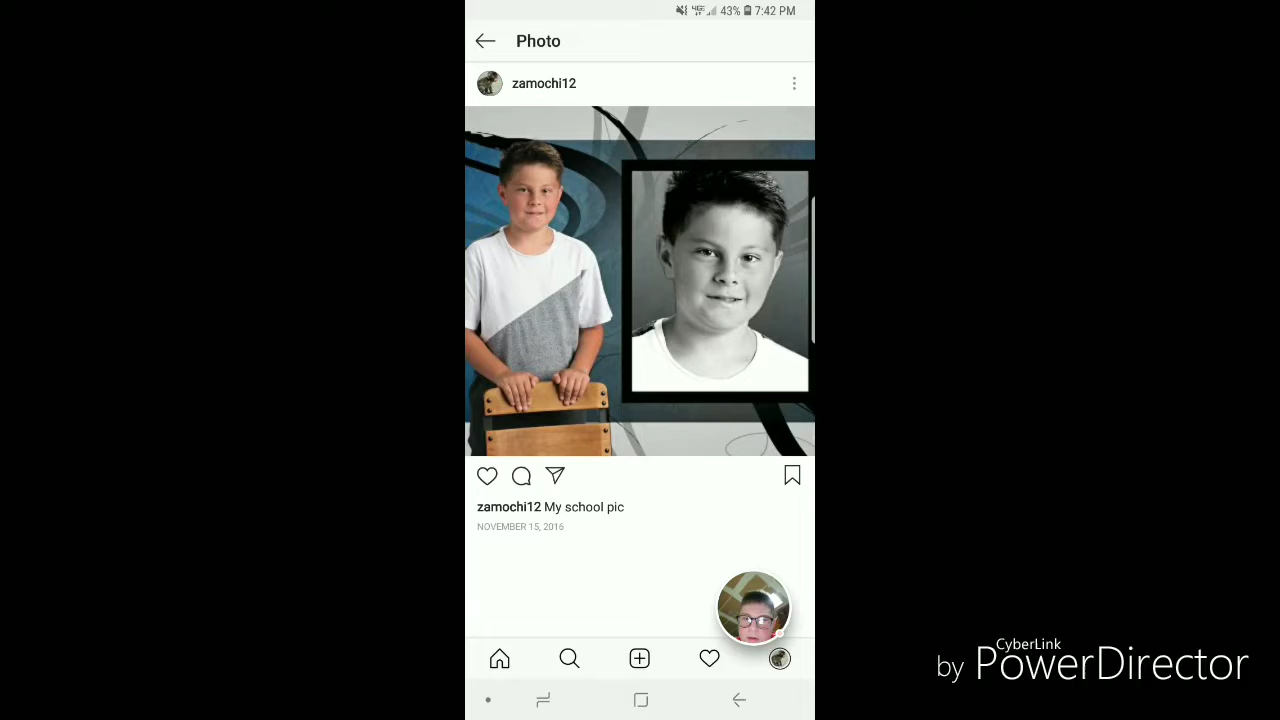 43% 7:42 PM
Photo
zamochi12
zamochi12 My school pic
NOVEMBER 15, 2016
CyberLink
by PowerDirector